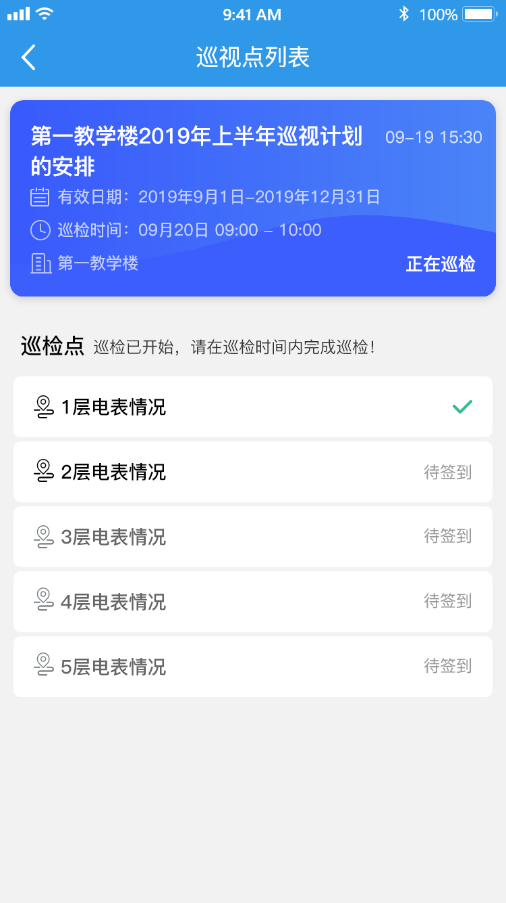 9:41 AM 100%
巡视点列表
第一教学楼2019年上半年巡视计划 09-19 15:30
的安排
有效日期：2019年9月1日-2019年12月31日
巡检时间：09月20日 09:00 - 10:00
第一教学楼 正在巡检
巡检点 巡检已开始，请在巡检时间内完成巡检！
1层电表情况
2层电表情况 待签到
3层电表情况 待签到
4层电表情况 待签到
5层电表情况 待签到